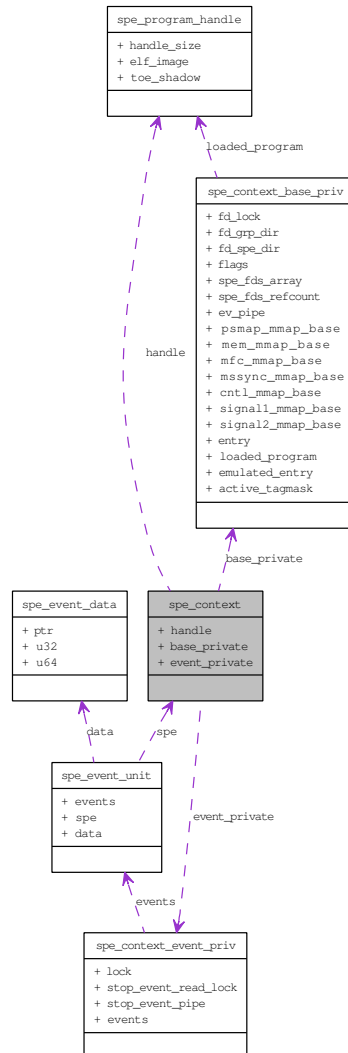 spe_program_handle
+ handle_size
+ elf_image
+ toe_shadow
loaded_program
spe_context_base_priv
+ fd_lock
+ fd_grp_dir
+ fd_spe_dir
+ flags
+ spe_fds_array
+ spe_fds_refcount
+ ev_pipe
+ psmap_mmap_base
+ mem_mmap_base
+ mfc_mmap_base
+ mssync_mmap_base
+ cntl_mmap_base
+ signal1_mmap_base
+ signal2_mmap_base
+ entry
+ loaded_program
+ emulated_entry
+ active_tagmask
handle
base_private
spe_event_data
+ ptr
+ u32
+ u64
spe_context
+ handle
+ base_private
+ event_private
data
spe
spe_event_unit
+ events
+ spe
+ data
event_private
events
spe_context_event_priv
+ lock
+ stop_event_read_lock
+ stop_event_pipe
+ events